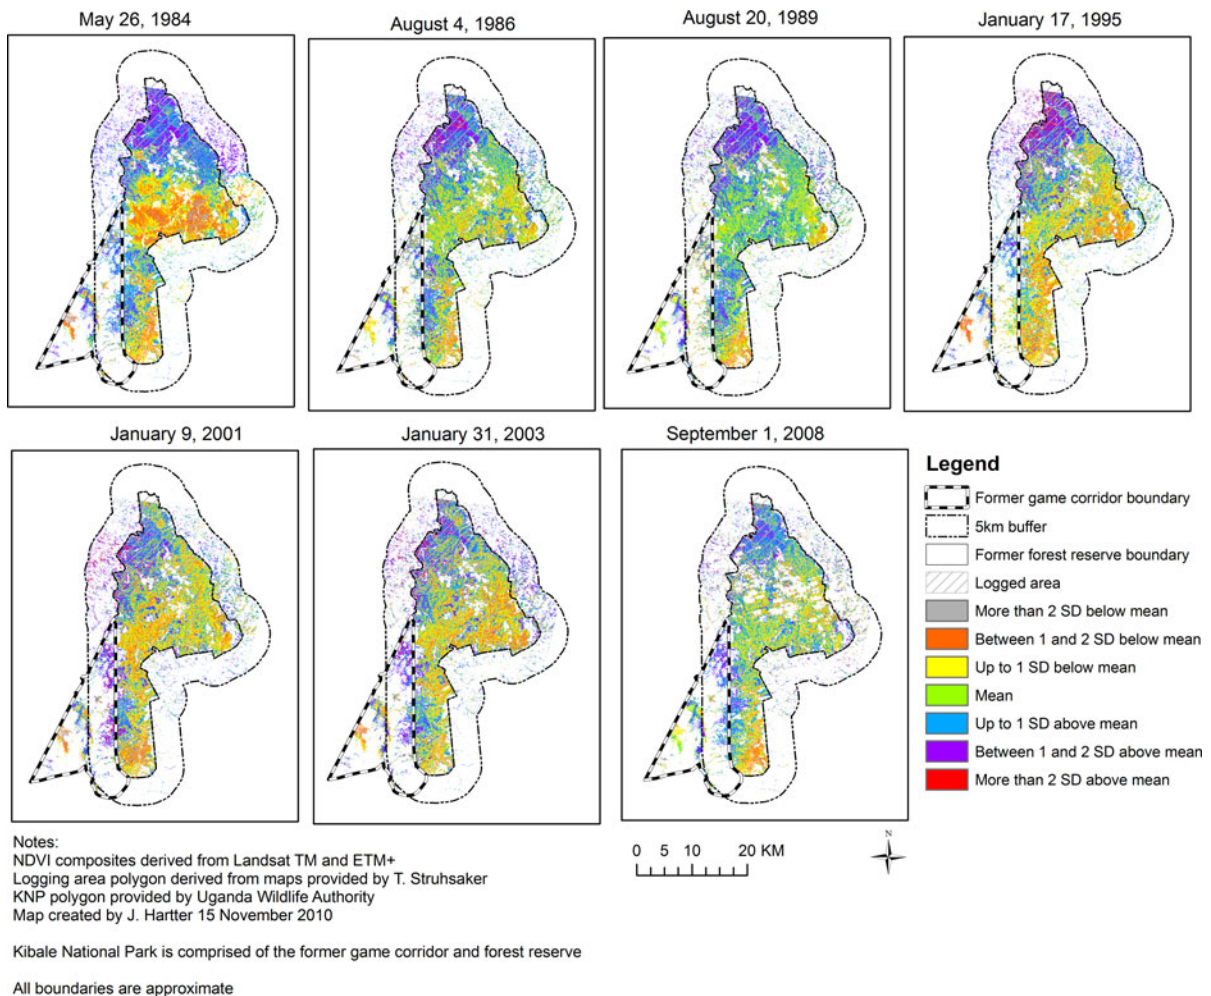 May 26, 1984
August 4, 1986
August 20, 1989
January 17, 1995
January 9, 2001
January 31, 2003
September 1, 2008
Legend
Former game corridor boundary
5km buffer
Former forest reserve boundary
Logged area
More than 2 SD below mean
Between 1 and 2 SD below mean
Up to 1 SD below mean
Mean
Up to 1 SD above mean
Between 1 and 2 SD above mean
More than 2 SD above mean
N
0 5 10 20 KM
Notes:
NDVI composites derived from Landsat TM and ETM+
Logging area polygon derived from maps provided by T. Struhsaker
KNP polygon provided by Uganda Wildlife Authority
Map created by J. Hartter 15 November 2010
Kibale National Park is comprised of the former game corridor and forest reserve
All boundaries are approximate